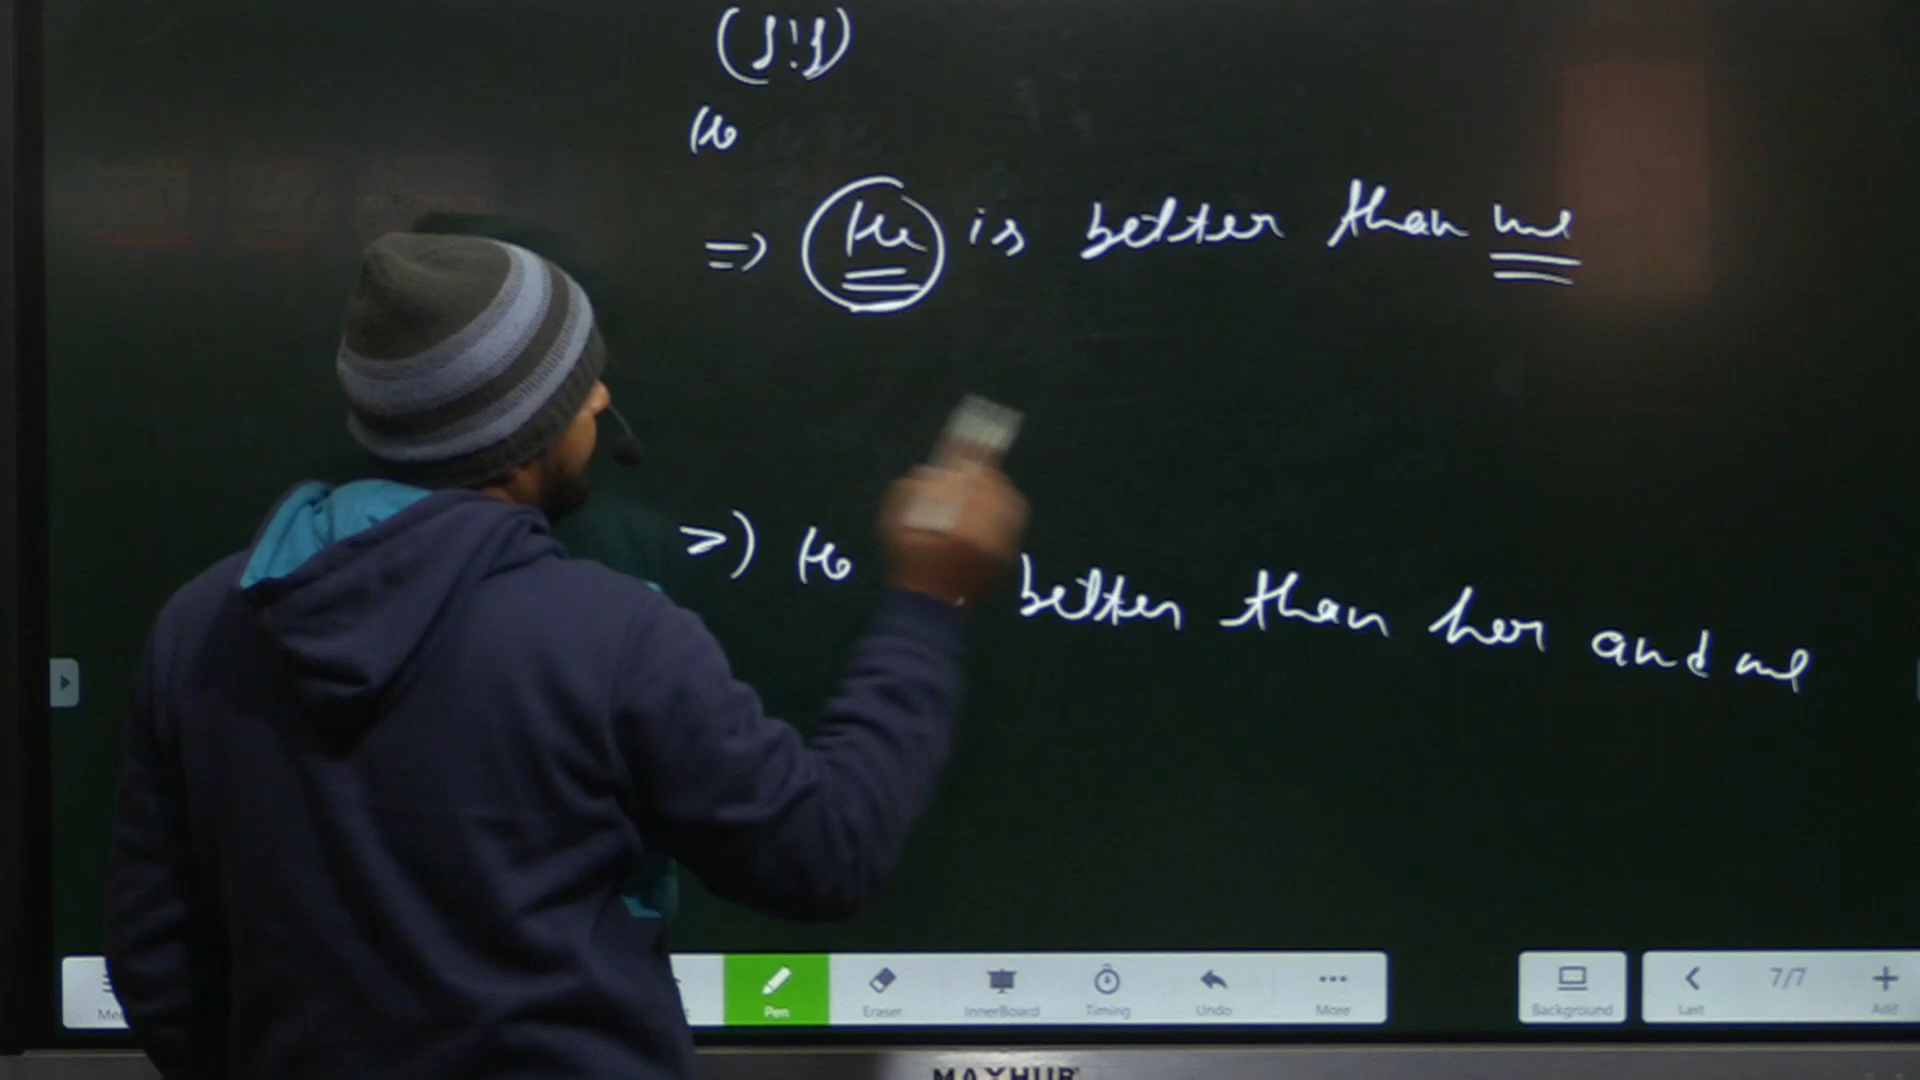 He
=> He is better than me
=> He better than her and me
Pen
Eraser
InnerBoard
Timing
Undo
More
Background
Last
7/7
Add
MAXHUB